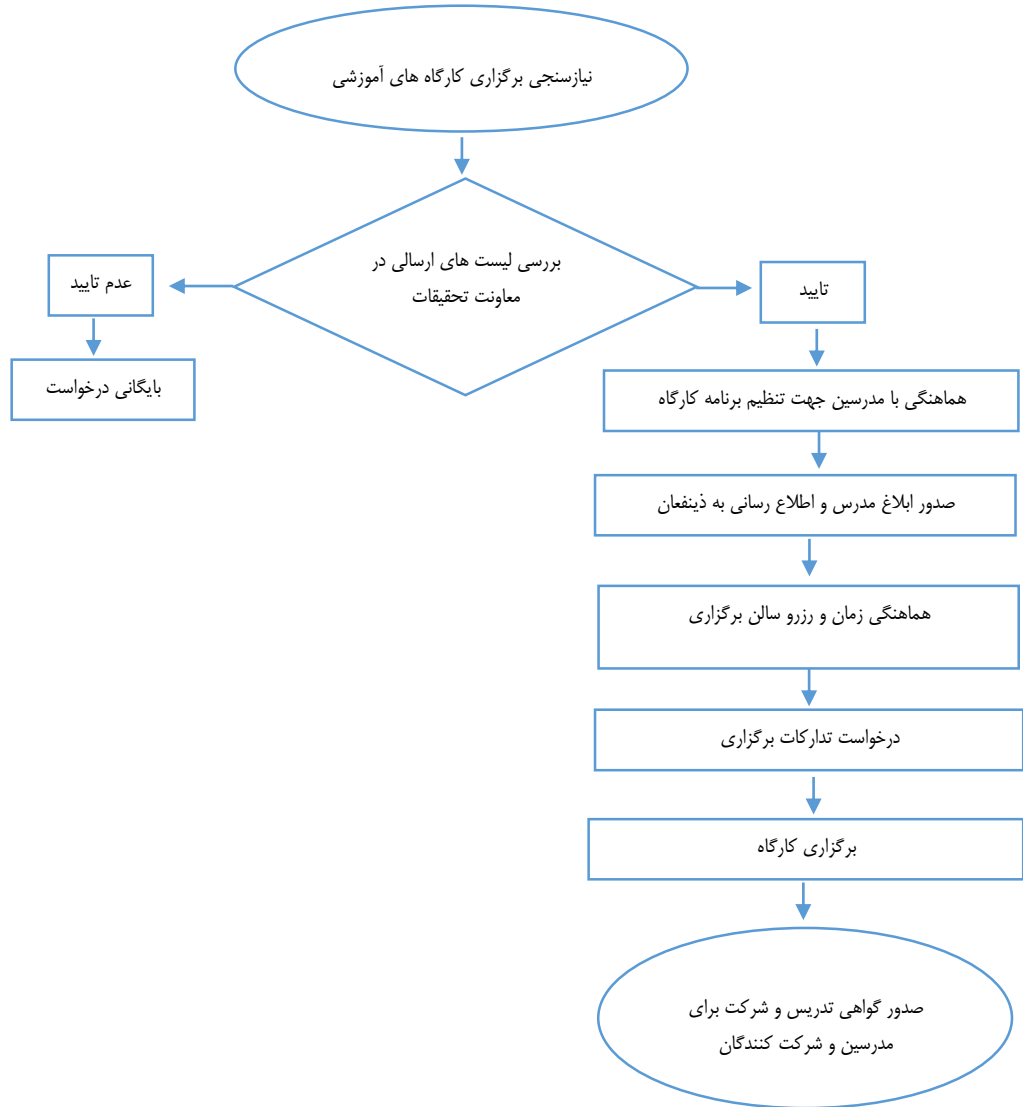 نیازسنجی برگزاری کارگاه های آموزشی
بررسی لیست های ارسالی در
معاونت تحقیقات
تایید
عدم تایید
بایگانی درخواست
هماهنگی با مدرسین جهت تنظیم برنامه کارگاه
صدور ابلاغ مدرس و اطلاع رسانی به ذینفعان
هماهنگی زمان و رزرو سالن برگزاری
درخواست تدارکات برگزاری
برگزاری کارگاه
صدور گواهی تدریس و شرکت برای
مدرسین و شرکت کنندگان